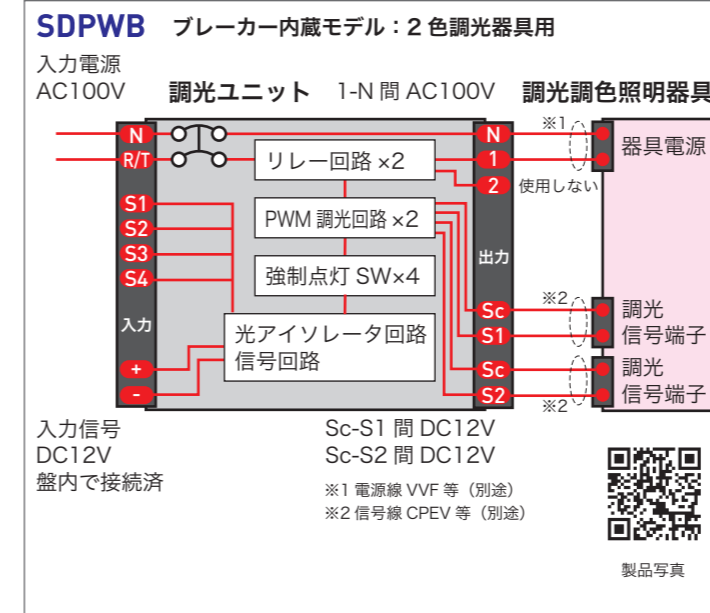 SDPWB ブレーカー内蔵モデル：2 色調光器具用
入力電源
AC100V
調光ユニット 1-N 間 AC100V 調光調色照明器具
N
R/T
S1
S2
S3
S4
入力
+
-
リレー回路 ×2
PWM 調光回路 ×2
強制点灯 SW×4
光アイソレータ回路
信号回路
N
1
2
使用しない
出力
Sc
S1
Sc
S2
※1
器具電源
※2
調光
信号端子
調光
信号端子
※2
入力信号
DC12V
盤内で接続済
Sc-S1 間 DC12V
Sc-S2 間 DC12V
※1 電源線 VVF 等（別途）
※2 信号線 CPEV 等（別途）
製品写真